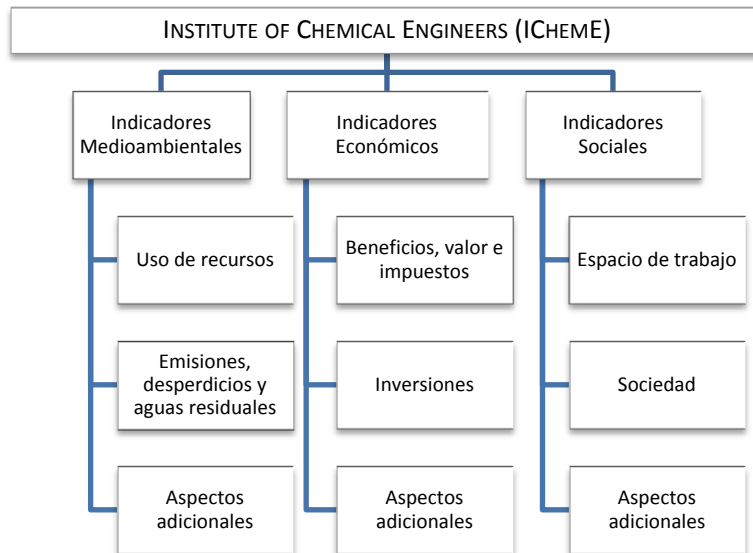 INSTITUTE OF CHEMICAL ENGINEERS (ICHEME)
Indicadores
Medioambientales
Indicadores
Económicos
Indicadores
Sociales
Uso de recursos
Beneficios, valor e
impuestos
Espacio de trabajo
Emisiones,
desperdicios y
aguas residuales
Inversiones
Sociedad
Aspectos
adicionales
Aspectos
adicionales
Aspectos
adicionales